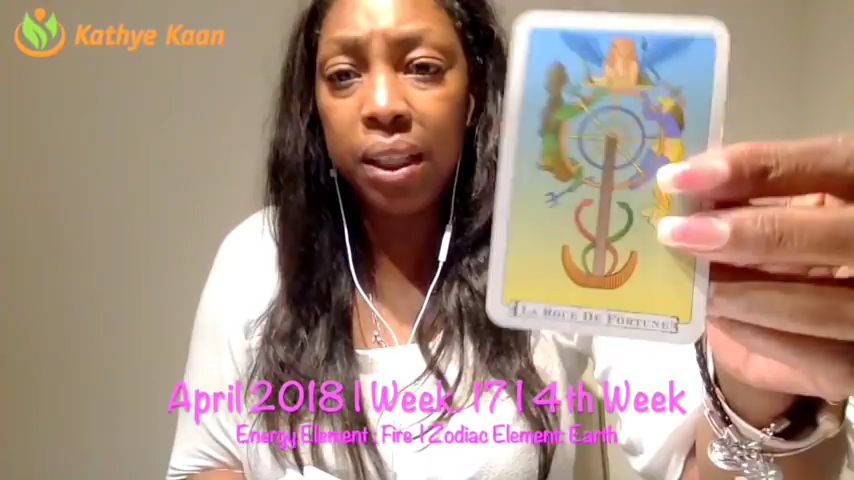 Kathye Kaan
LA ROUE DE FORTUNE
April 2018 | Week 17 | 4th Week
Energy Element: Fire | Zodiac Element: Earth